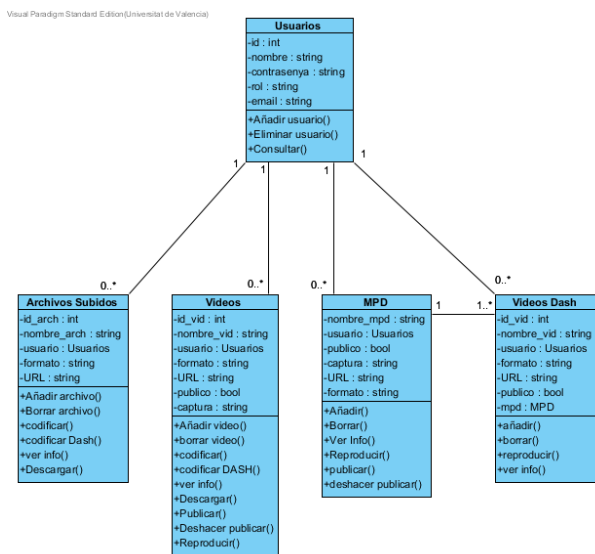 Visual Paradigm Standard Edition(Universitat de Valencia)
Usuarios
-id : int
-nombre : string
-contrasenya : string
-rol : string
-email : string
+Añadir usuario()
+Eliminar usuario()
+Consultar()
1
1
1
1
0..*
0..*
0..*
0..*
Archivos Subidos
-id_arch : int
-nombre_arch : string
-usuario : Usuarios
-formato : string
-URL : string
+Añadir archivo()
+Borrar archivo()
+codificar()
+codificar Dash()
+ver info()
+Descargar()
Videos
-id_vid : int
-nombre_vid : string
-usuario : Usuarios
-formato : string
-URL : string
-publico : bool
-captura : string
+Añadir video()
+borrar video()
+codificar()
+codificar DASH()
+ver info()
+Descargar()
+Publicar()
+Deshacer publicar()
+Reproducir()
MPD
-nombre_mpd : string
-usuario : Usuarios
-publico : bool
-captura : string
-URL : string
-formato : string
+Añadir()
+Borrar()
+Ver Info()
+Reproducir()
+publicar()
+deshacer publicar()
1
1..*
Videos Dash
-id_vid : int
-nombre_vid : string
-usuario : Usuarios
-formato : string
-URL : string
-publico : bool
-mpd : MPD
+añadir()
+borrar()
+reproducir()
+ver info()